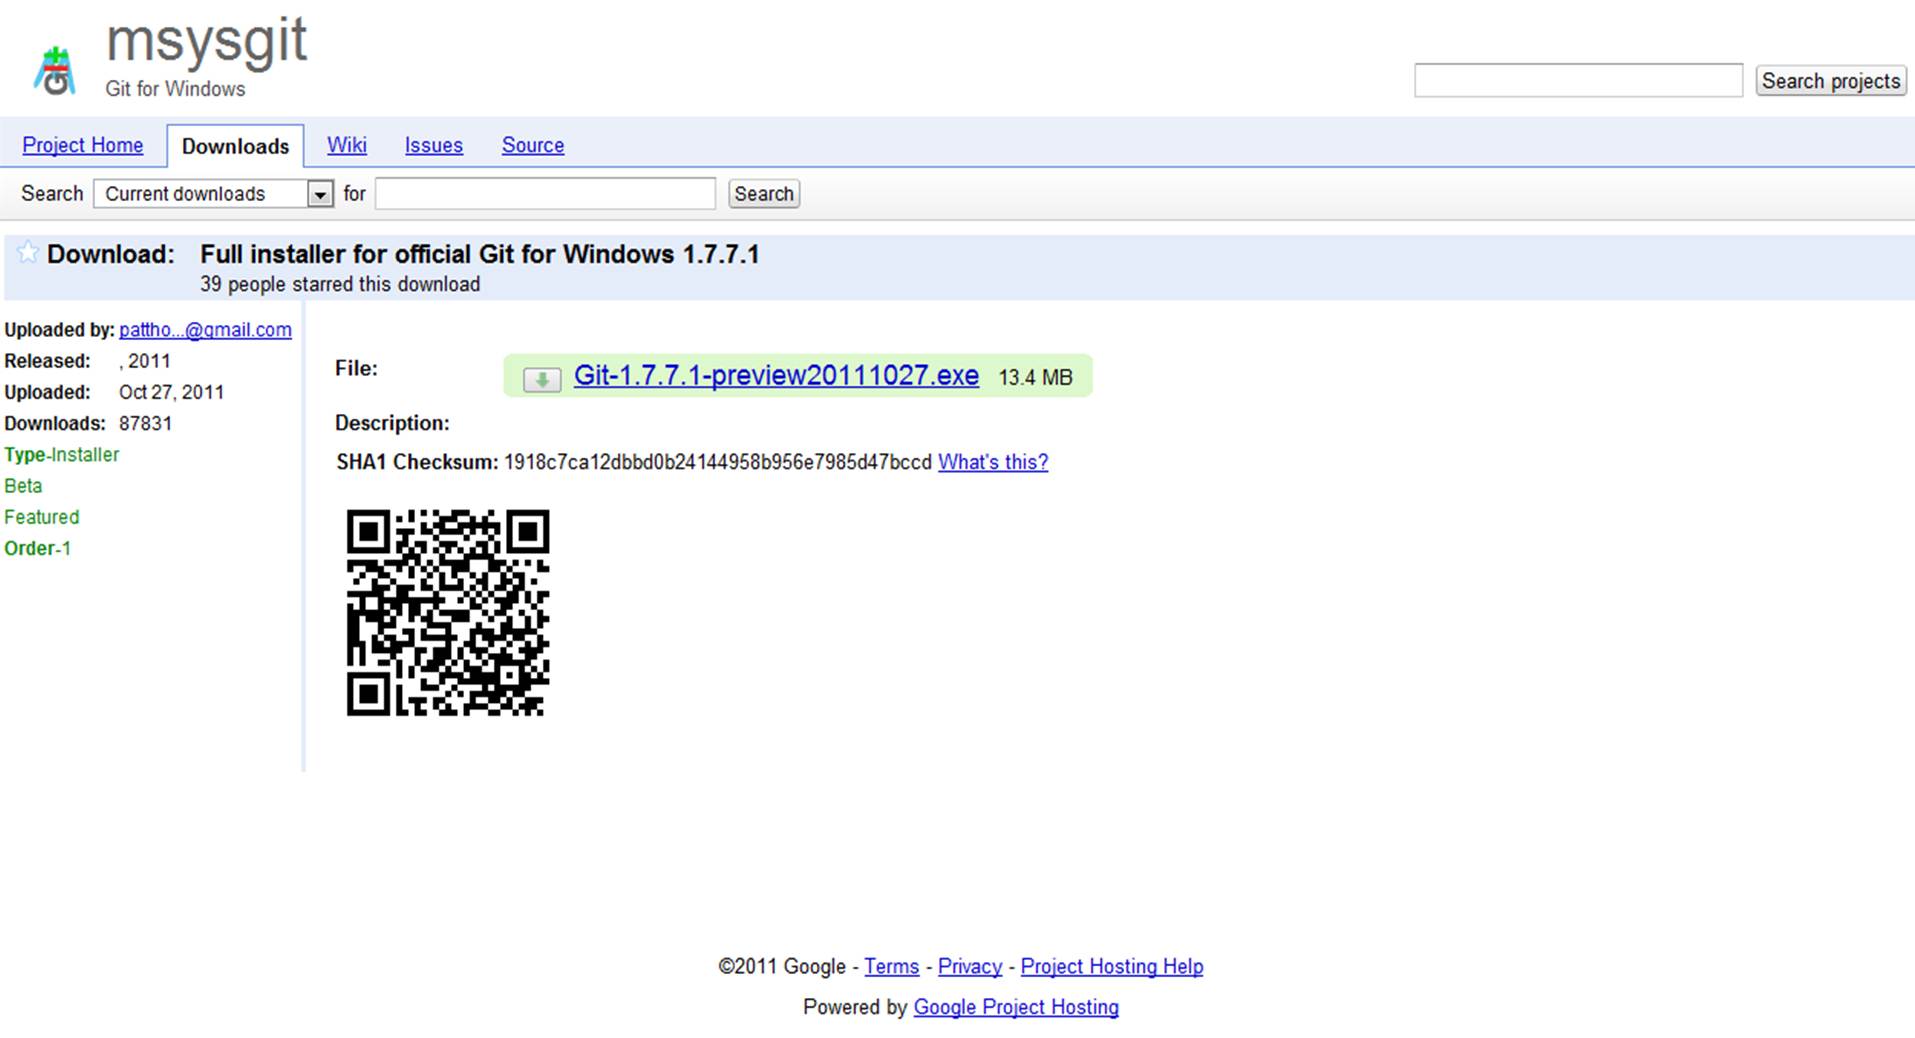 msysgit
Git for Windows
Search projects
Project Home Downloads Wiki Issues Source
Search Current downloads for Search
Download: Full installer for official Git for Windows 1.7.7.1
39 people starred this download
Uploaded by: pattho...@gmail.com
Released: , 2011
Uploaded: Oct 27, 2011
Downloads: 87831
Type-Installer
Beta
Featured
Order-1
File: Git-1.7.7.1-preview20111027.exe 13.4 MB
Description:
SHA1 Checksum: 1918c7ca12dbbd0b24144958b956e7985d47bccd What's this?
©2011 Google - Terms - Privacy - Project Hosting Help
Powered by Google Project Hosting